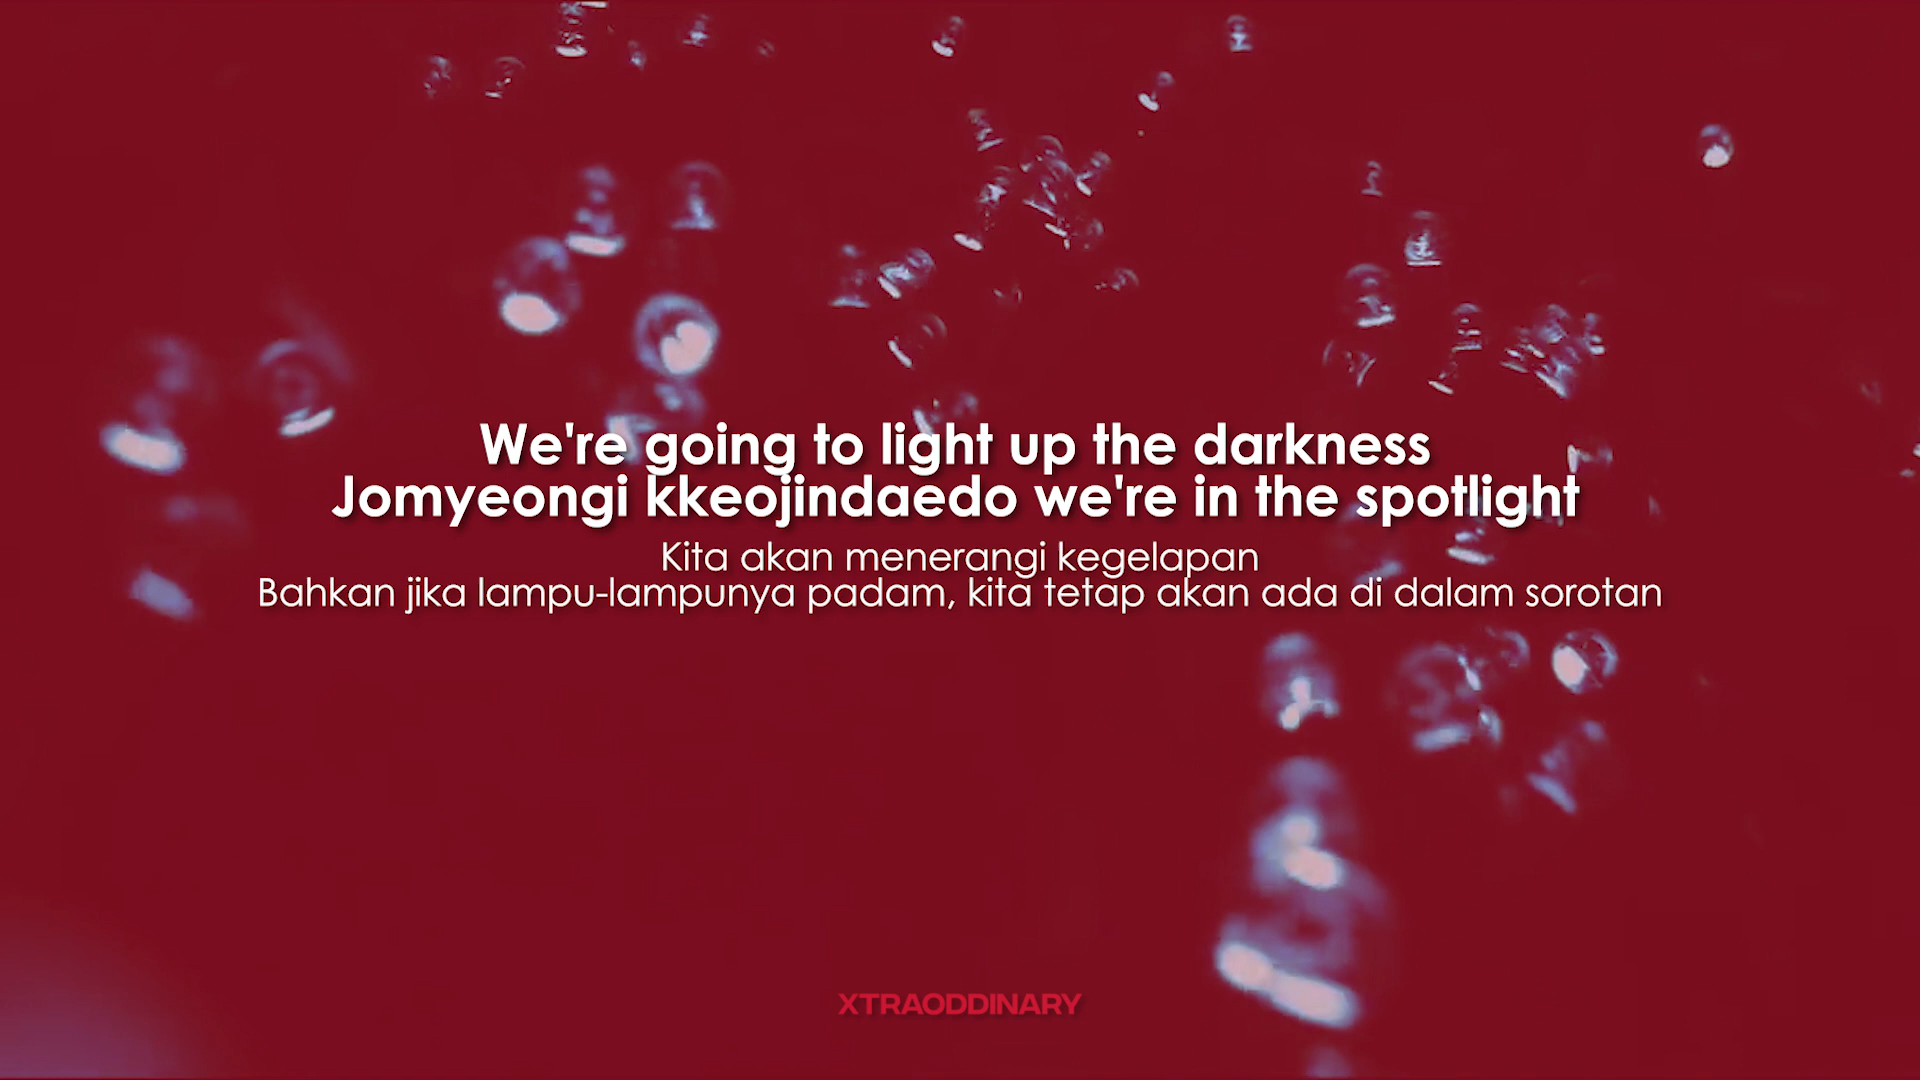 We're going to light up the darkness
Jomyeongi kkeojindaedo we're in the spotlight
Kita akan menerangi kegelapan
Bahkan jika lampu-lampunya padam, kita tetap akan ada di dalam sorotan
XTRAODDINARY